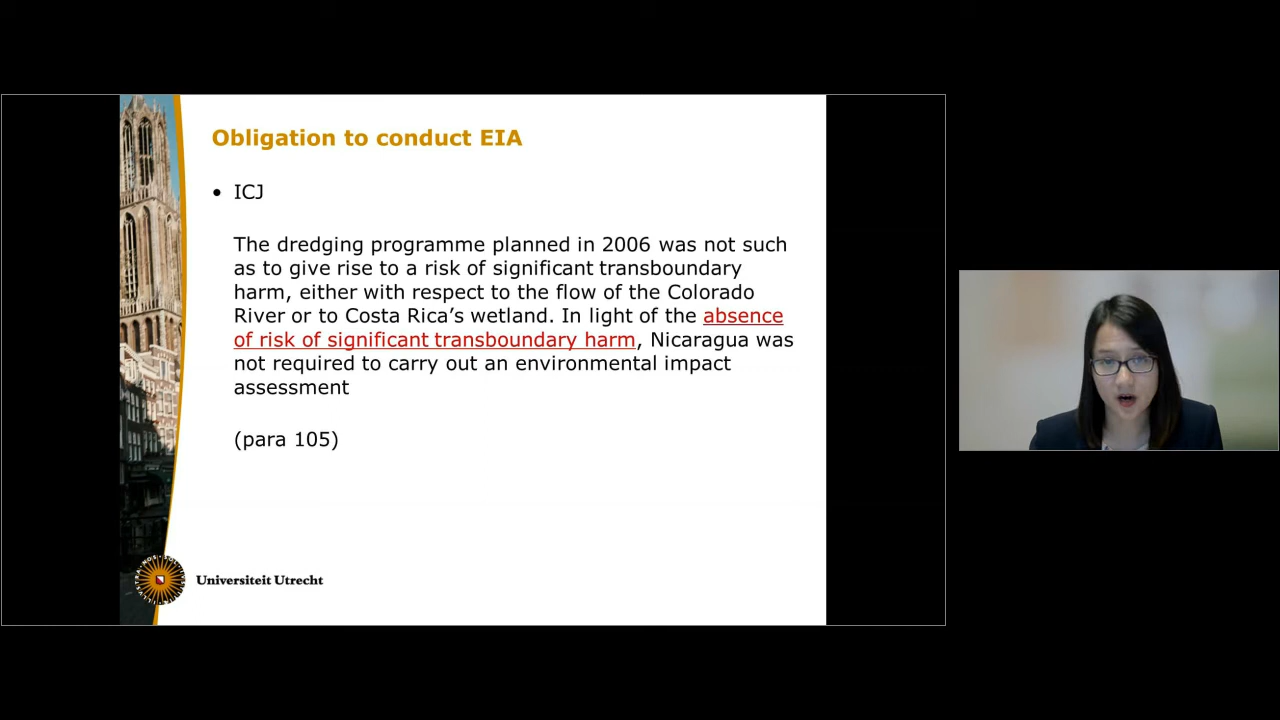 Obligation to conduct EIA
• ICJ
The dredging programme planned in 2006 was not such
as to give rise to a risk of significant transboundary
harm, either with respect to the flow of the Colorado
River or to Costa Rica’s wetland. In light of the absence
of risk of significant transboundary harm, Nicaragua was
not required to carry out an environmental impact
assessment
(para 105)
Universiteit Utrecht